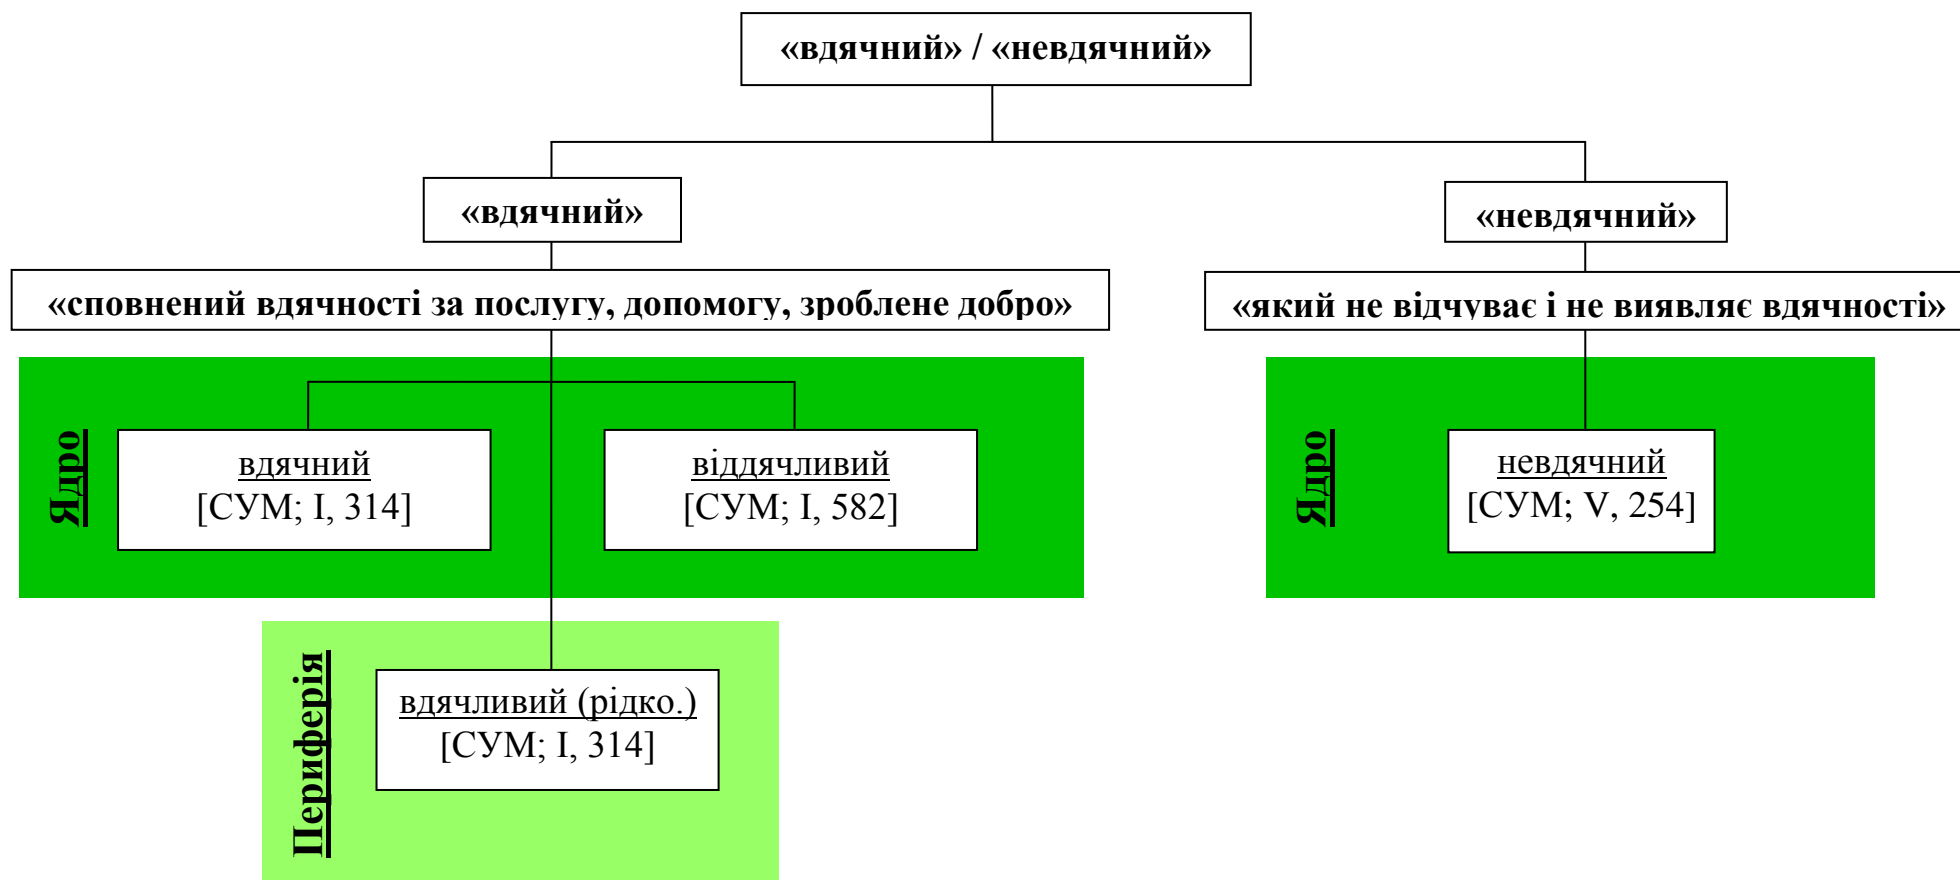 «вдячний» / «невдячний»
«вдячний»
«невдячний»
«сповнений вдячності за послугу, допомогу, зроблене добро»
«який не відчуває і не виявляє вдячності»
Ядро
вдячний
[СУМ; І, 314]
віддячливий
[СУМ; І, 582]
Ядро
невдячний
[СУМ; V, 254]
Периферія
вдячливий (рідко.)
[СУМ; І, 314]